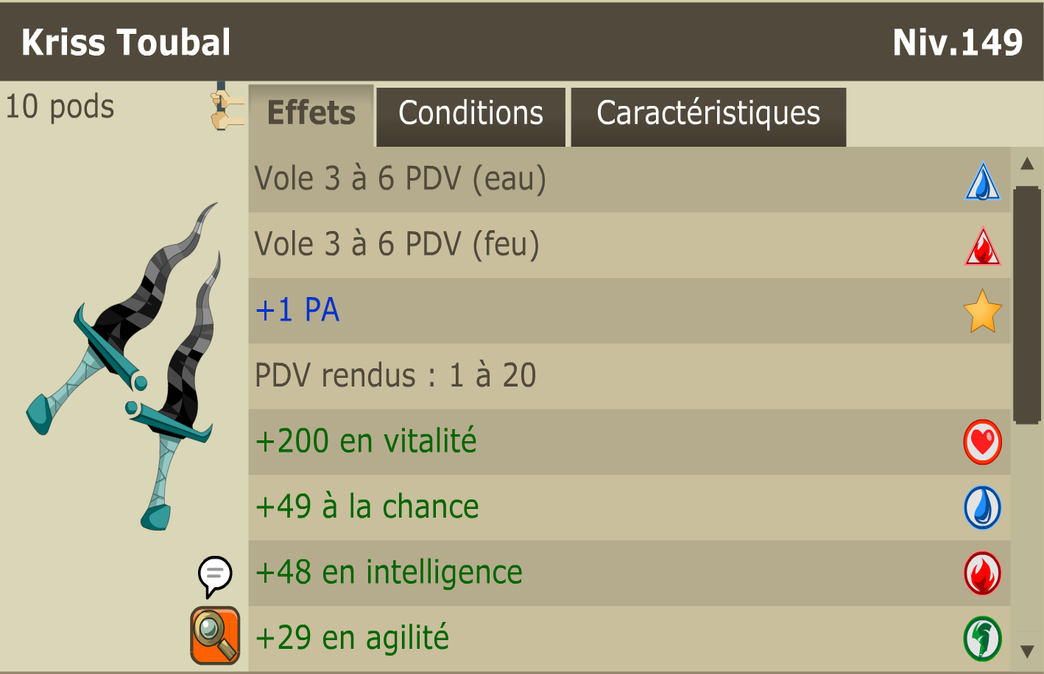 Kriss Toubal
Niv.149
10 pods
Effets
Conditions
Caractéristiques
Vole 3 à 6 PDV (eau)
Vole 3 à 6 PDV (feu)
+1 PA
PDV rendus : 1 à 20
+200 en vitalité
+49 à la chance
+48 en intelligence
+29 en agilité